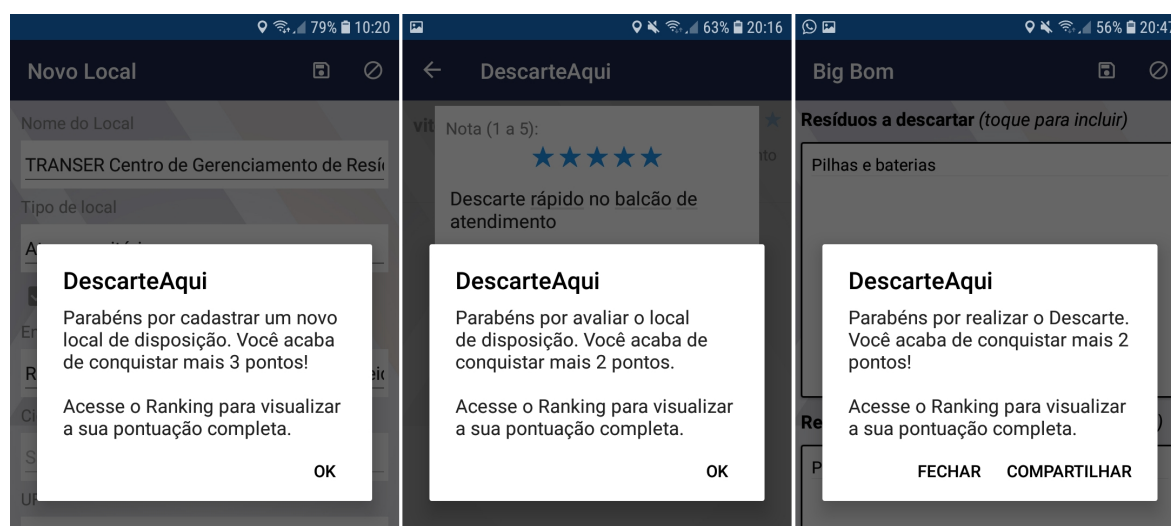 79% 10:20
Novo Local
Nome do Local
TRANSER Centro de Gerenciamento de
Tipo de local
DescarteAqui
Parabéns por cadastrar um novo
local de disposição. Você acaba
de conquistar mais 3 pontos!
Acesse o Ranking para visualizar
a sua pontuação completa.
OK
63% 20:16
DescarteAqui
Nota (1 a 5):
Descarte rápido no balcão de
atendimento
DescarteAqui
Parabéns por avaliar o local
de disposição. Você acaba de
conquistar mais 2 pontos.
Acesse o Ranking para visualizar
a sua pontuação completa.
OK
56% 20:47
Big Bom
Resíduos a descartar (toque para incluir)
Pilhas e baterias
DescarteAqui
Parabéns por realizar o Descarte.
Você acaba de conquistar mais 2
pontos!
Acesse o Ranking para visualizar
a sua pontuação completa.
FECHAR COMPARTILHAR